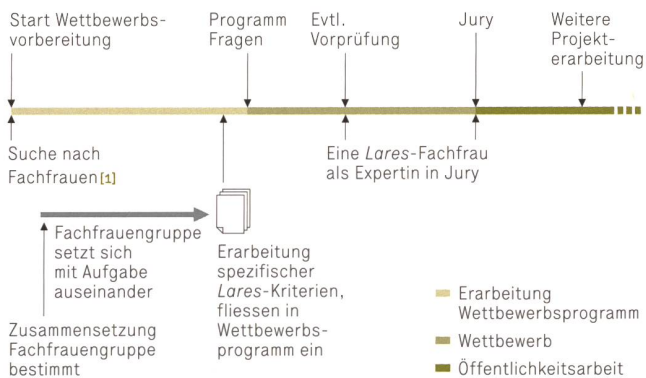 Start Wettbewerbs-
vorbereitung
Programm
Fragen
Evtl.
Vorprüfung
Jury
Weitere
Projekt-
erarbeitung
Suche nach
Fachfrauen[1]
Eine Lares-Fachfrau
als Expertin in Jury
Fachfrauengruppe
setzt sich
mit Aufgabe
auseinander
Erarbeitung
spezifischer
Lares-Kriterien,
fliessen in
Wettbewerbs-
programm ein
Zusammensetzung
Fachfrauengruppe
bestimmt
Erarbeitung
Wettbewerbsprogramm
Wettbewerb
Öffentlichkeitsarbeit